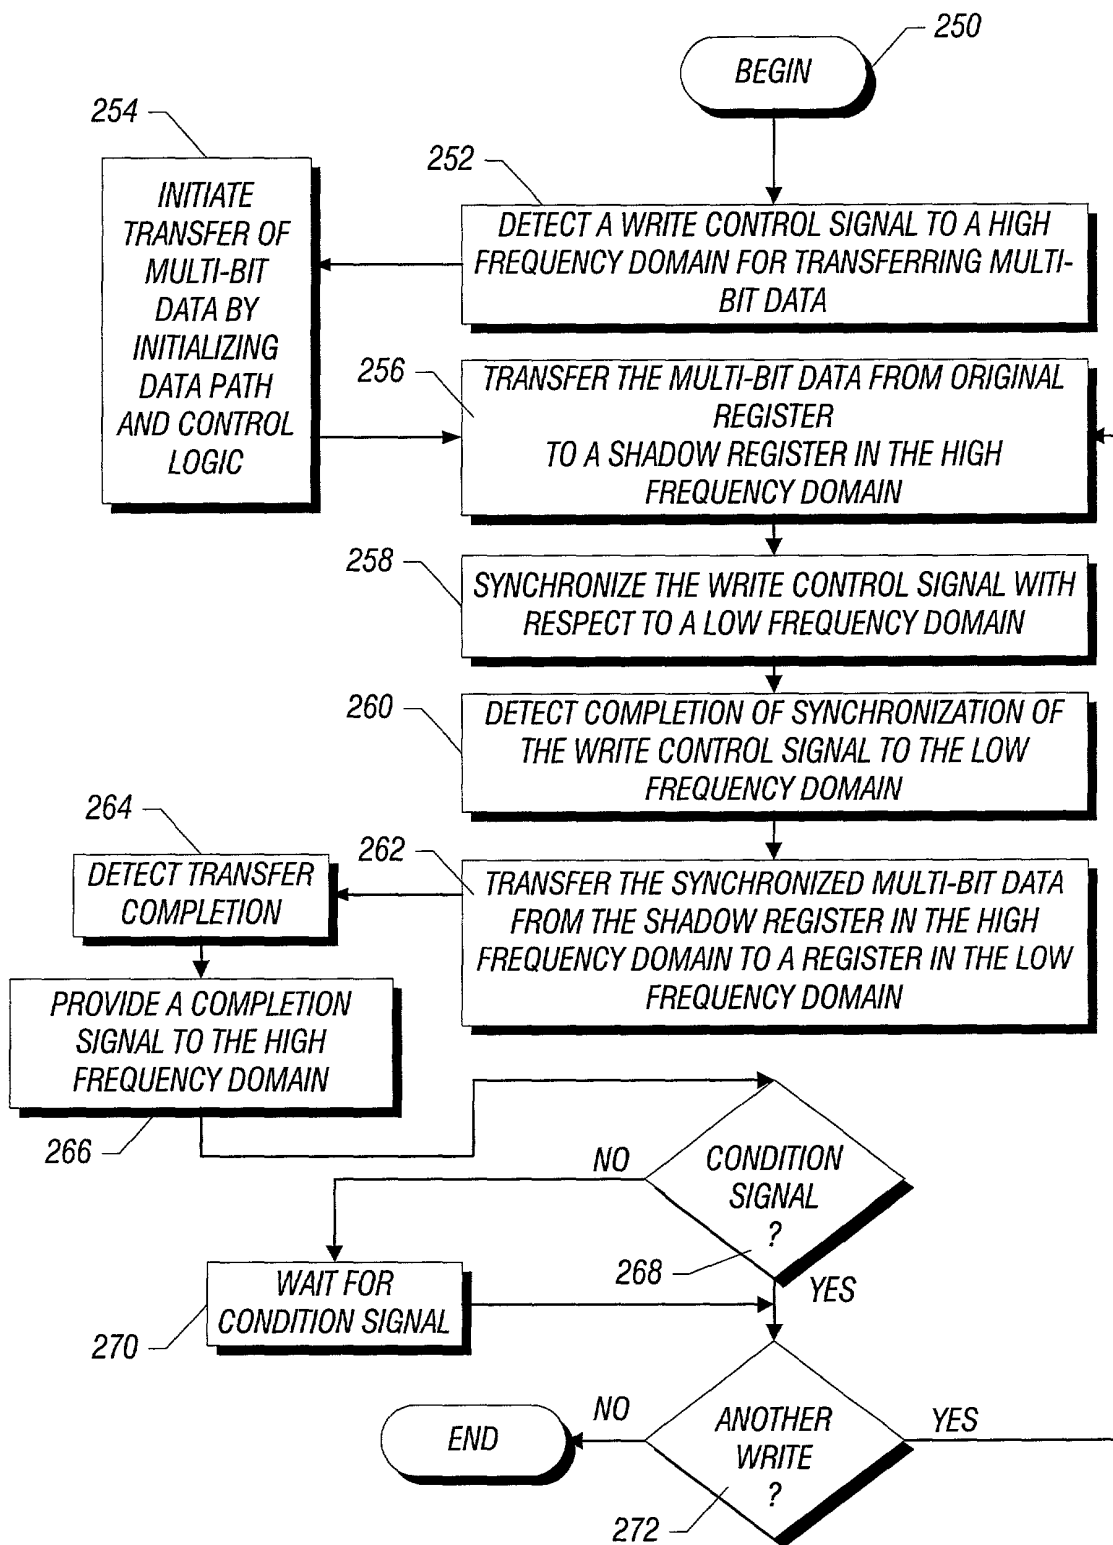 250
BEGIN
254
252
INITIATE
TRANSFER OF
MULTI-BIT
DATA BY
INITIALIZING
DATA PATH
AND CONTROL
LOGIC
DETECT A WRITE CONTROL SIGNAL TO A HIGH
FREQUENCY DOMAIN FOR TRANSFERRING MULTI-
BIT DATA
256
TRANSFER THE MULTI-BIT DATA FROM ORIGINAL
REGISTER
TO A SHADOW REGISTER IN THE HIGH
FREQUENCY DOMAIN
258
SYNCHRONIZE THE WRITE CONTROL SIGNAL WITH
RESPECT TO A LOW FREQUENCY DOMAIN
260
DETECT COMPLETION OF SYNCHRONIZATION OF
THE WRITE CONTROL SIGNAL TO THE LOW
FREQUENCY DOMAIN
262
TRANSFER THE SYNCHRONIZED MULTI-BIT DATA
FROM THE SHADOW REGISTER IN THE HIGH
FREQUENCY DOMAIN TO A REGISTER IN THE LOW
FREQUENCY DOMAIN
264
DETECT TRANSFER
COMPLETION
PROVIDE A COMPLETION
SIGNAL TO THE HIGH
FREQUENCY DOMAIN
266
CONDITION
SIGNAL
?
268
NO
YES
WAIT FOR
CONDITION SIGNAL
270
ANOTHER
WRITE
?
272
NO
YES
END